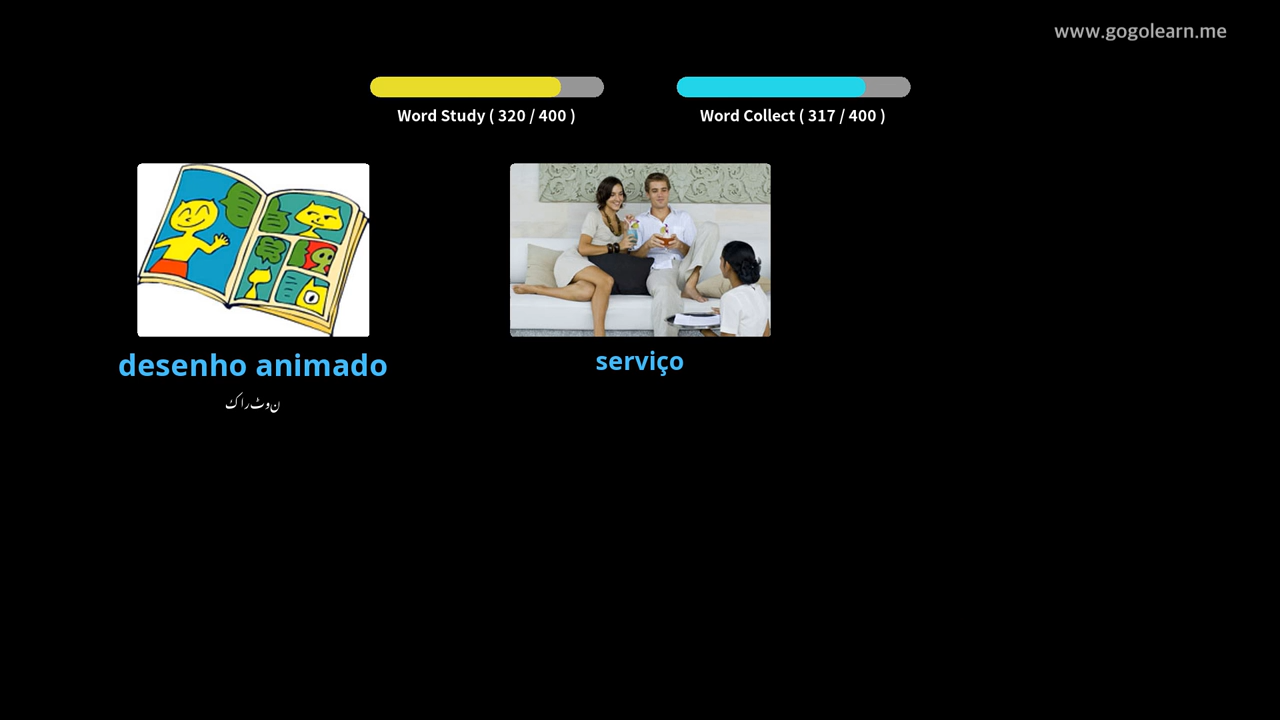 www.gogolearn.me
Word Study ( 320 / 400 )
Word Collect ( 317 / 400 )
desenho animado
کارٹون
serviço